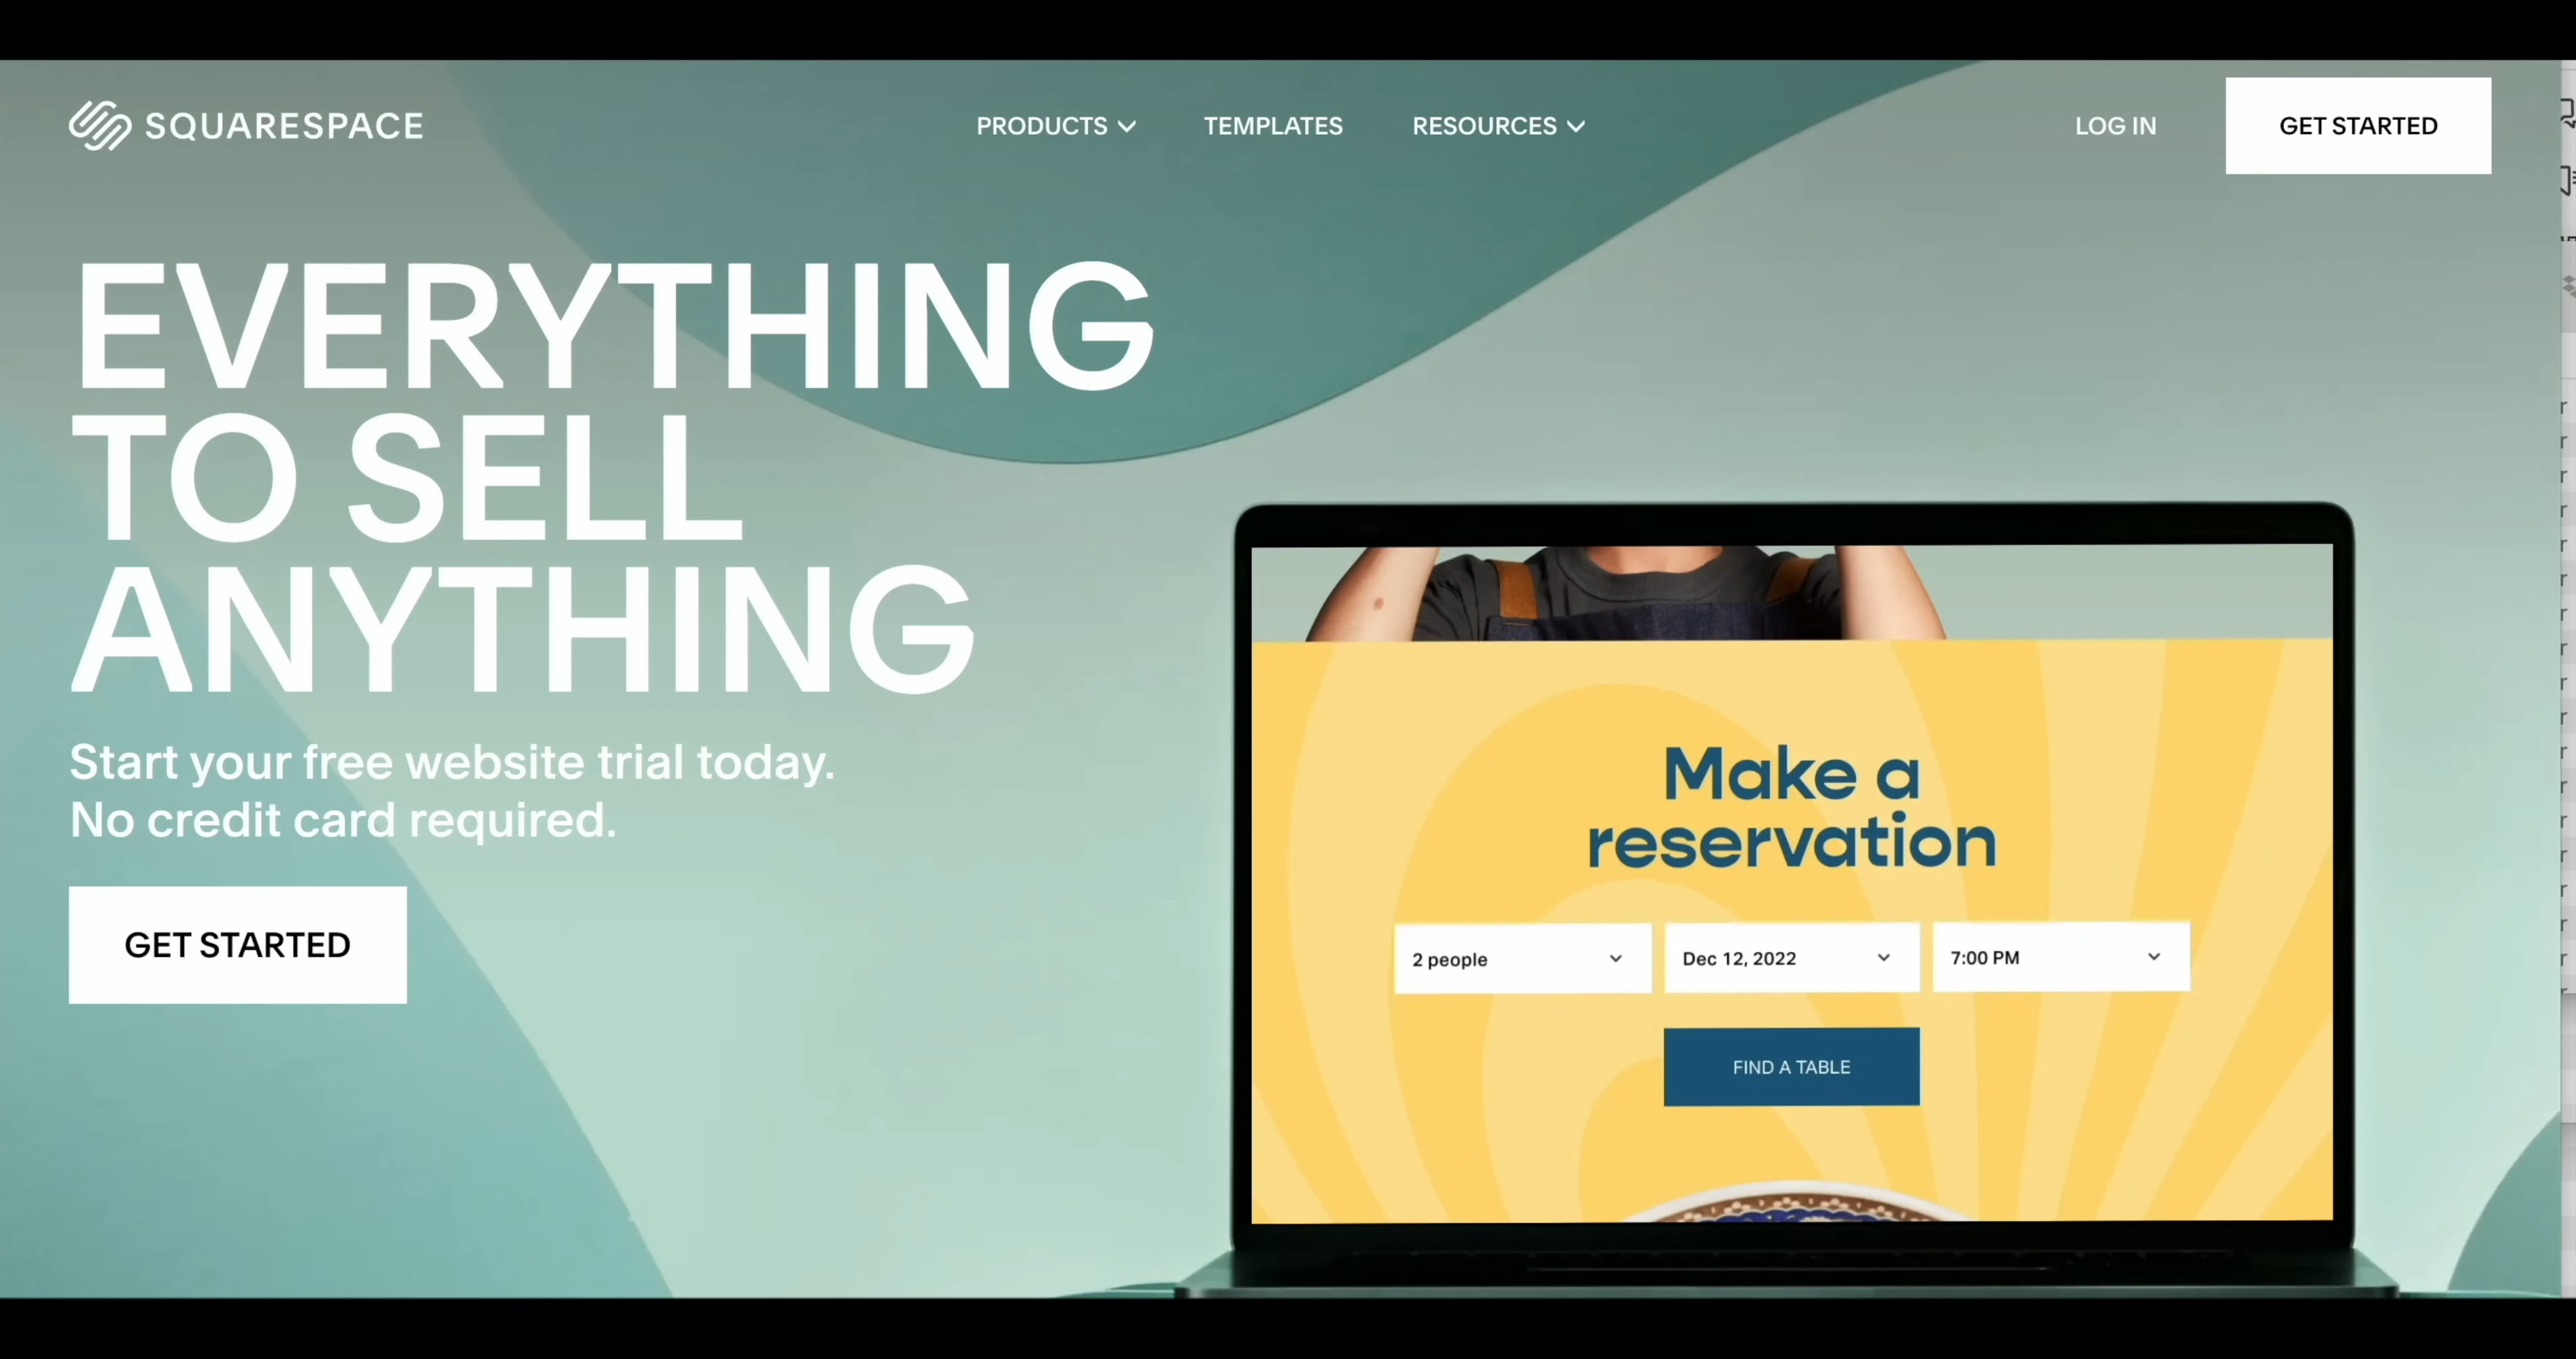 SQUARESPACE
PRODUCTS
TEMPLATES
RESOURCES
LOG IN
GET STARTED
EVERYTHING
TO SELL
ANYTHING
Start your free website trial today.
No credit card required.
GET STARTED
Make a
reservation
2 people
Dec 12, 2022
7:00 PM
FIND A TABLE